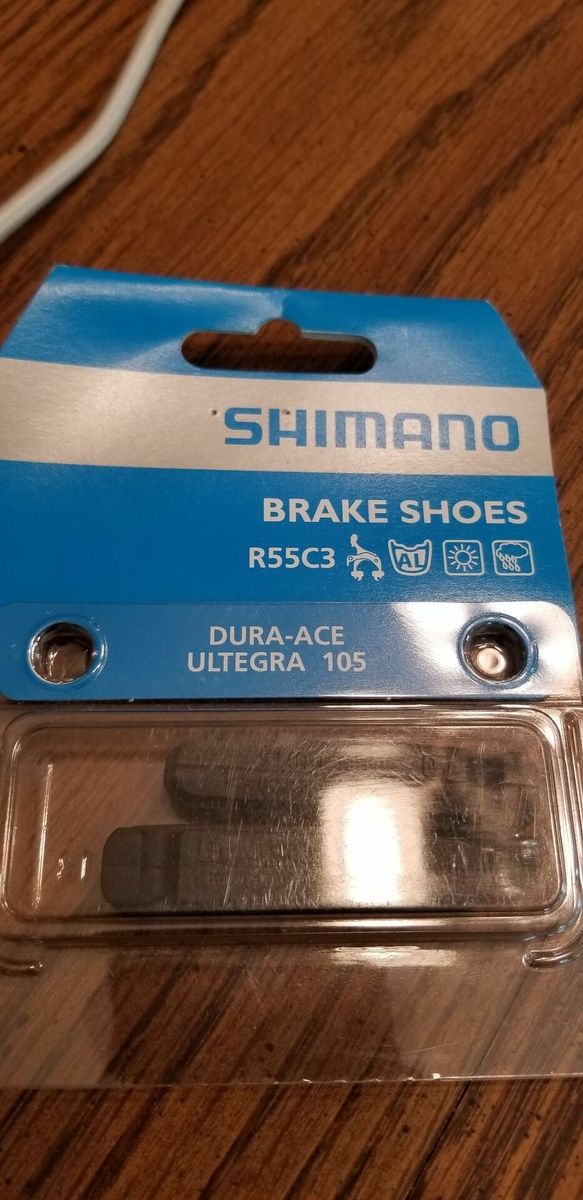 SHIMANO
BRAKE SHOES
R55C3 AL
DURA-ACE
ULTEGRA 105